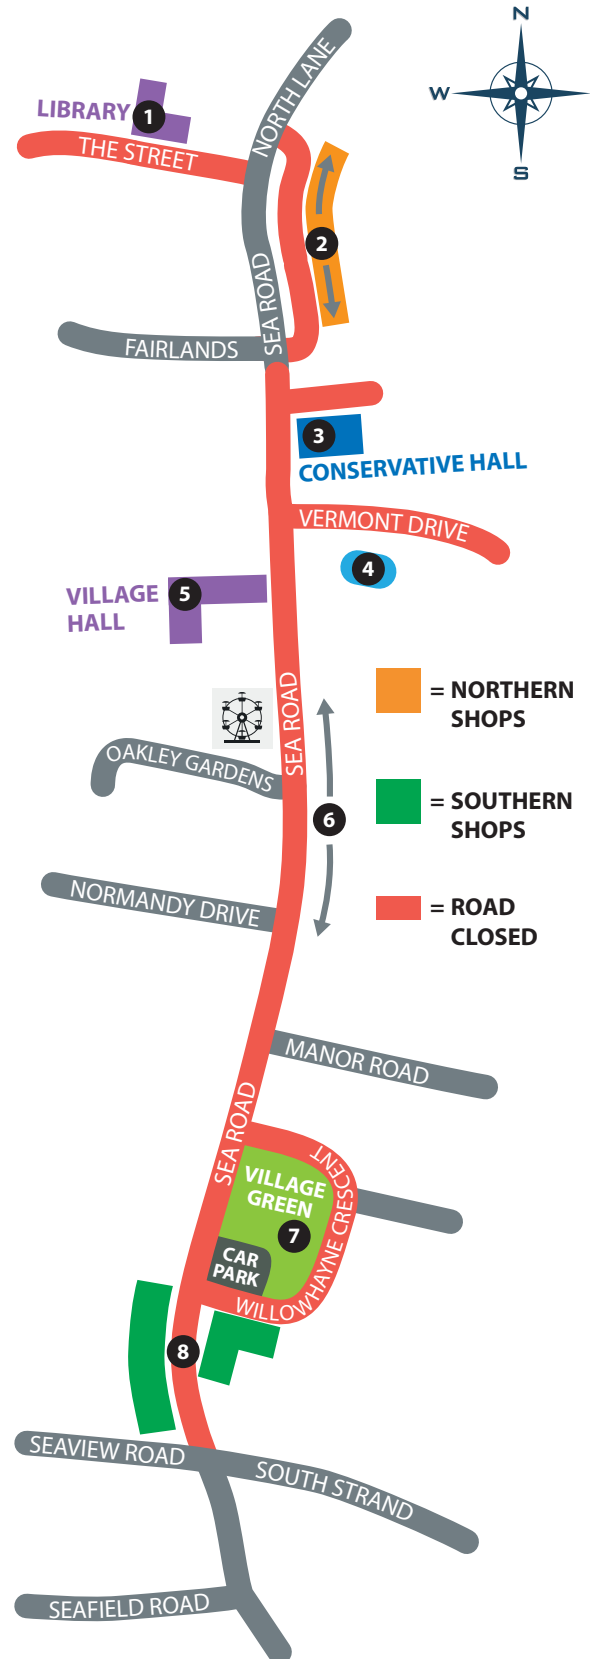 N
W
S
NORTH LANE
LIBRARY
1
THE STREET
2
SEA ROAD
FAIRLANDS
3
CONSERVATIVE HALL
VERMONT DRIVE
4
VILLAGE
HALL
5
= NORTHERN
SHOPS
SEA ROAD
OAKLEY GARDENS
= SOUTHERN
SHOPS
6
NORMANDY DRIVE
= ROAD
CLOSED
MANOR ROAD
SEA ROAD
VILLAGE
GREEN
7
WILLOWHAYNE CRESCENT
CAR
PARK
8
SEAVIEW ROAD
SOUTH STRAND
SEAFIELD ROAD